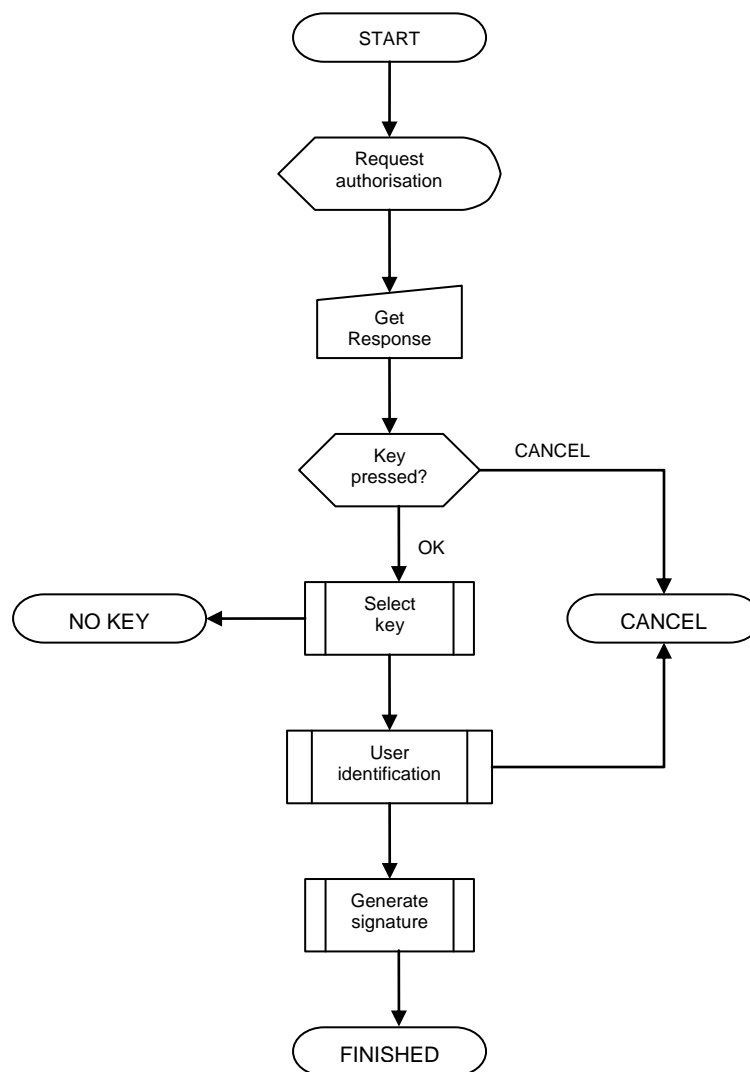 START
Request
authorisation
Get
Response
Key
pressed?
CANCEL
OK
NO KEY
Select
key
CANCEL
User
identification
Generate
signature
FINISHED